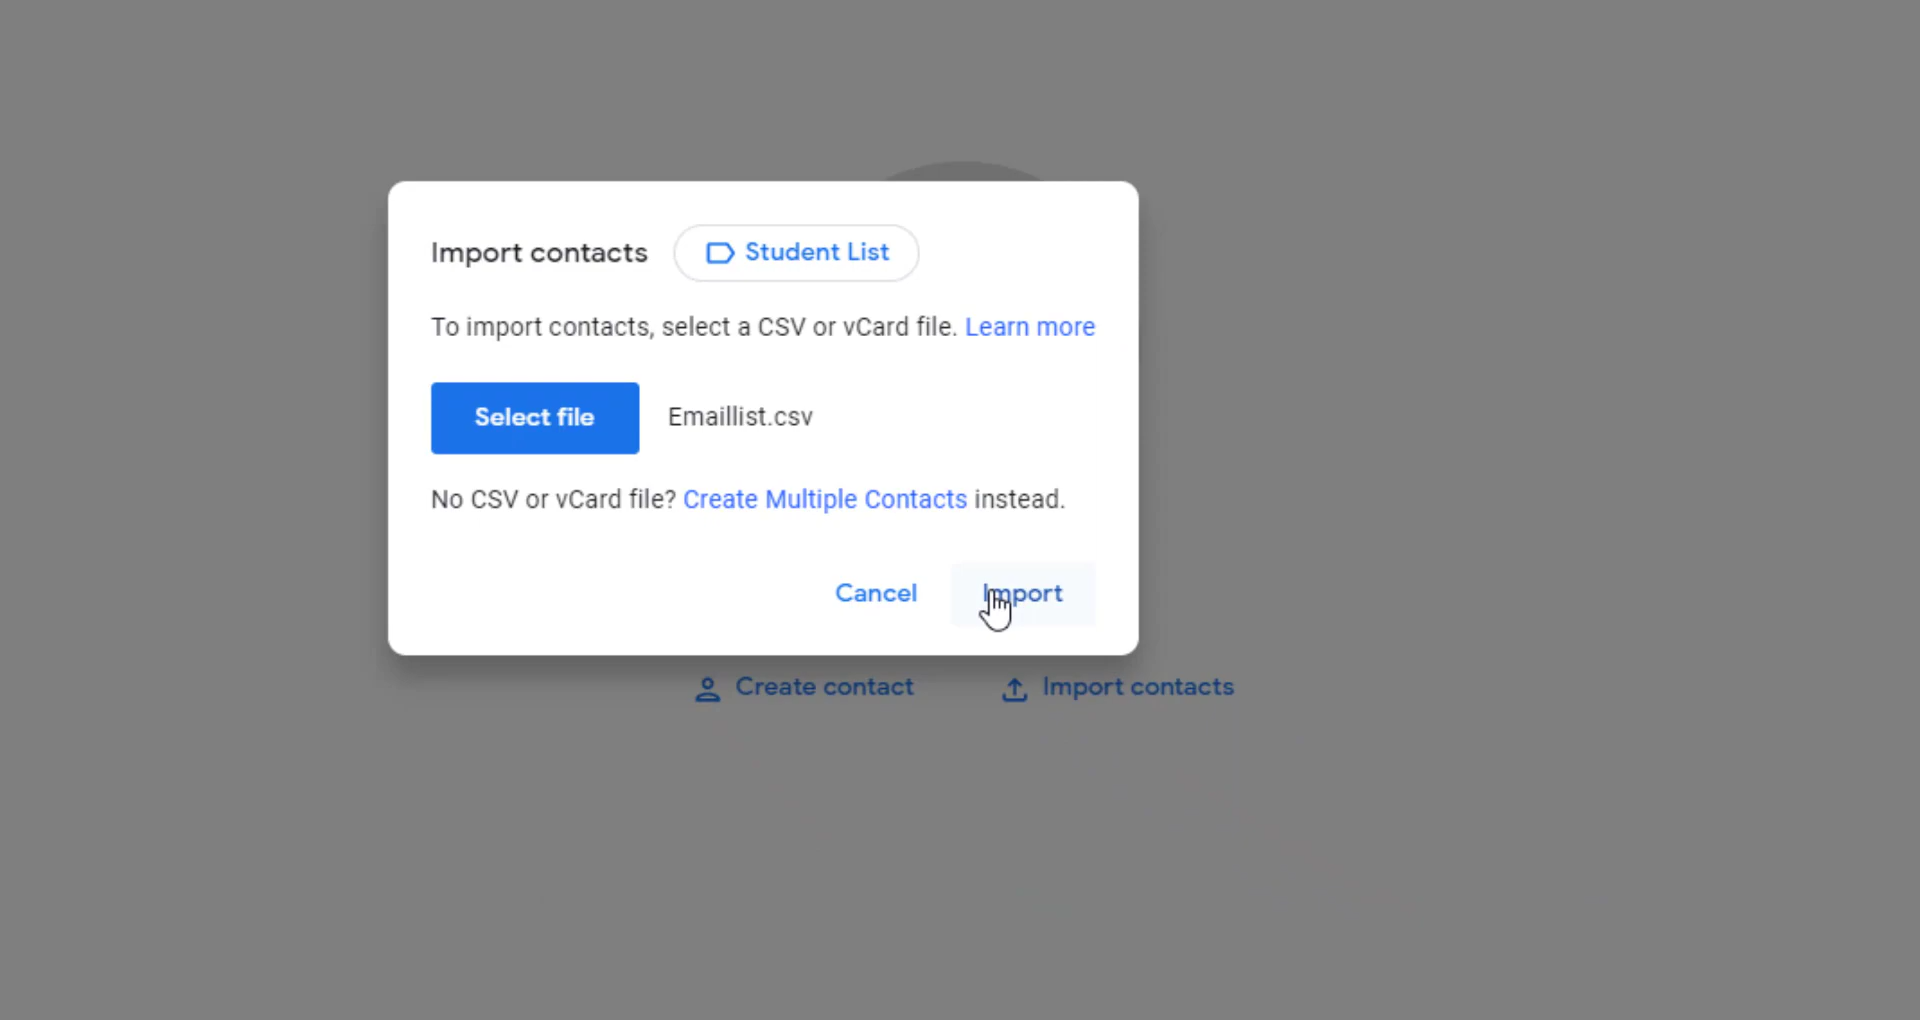 Import contacts Student List
To import contacts, select a CSV or vCard file. Learn more
Select file Emaillist.csv
No CSV or vCard file? Create Multiple Contacts instead.
Cancel Import
Create contact Import contacts